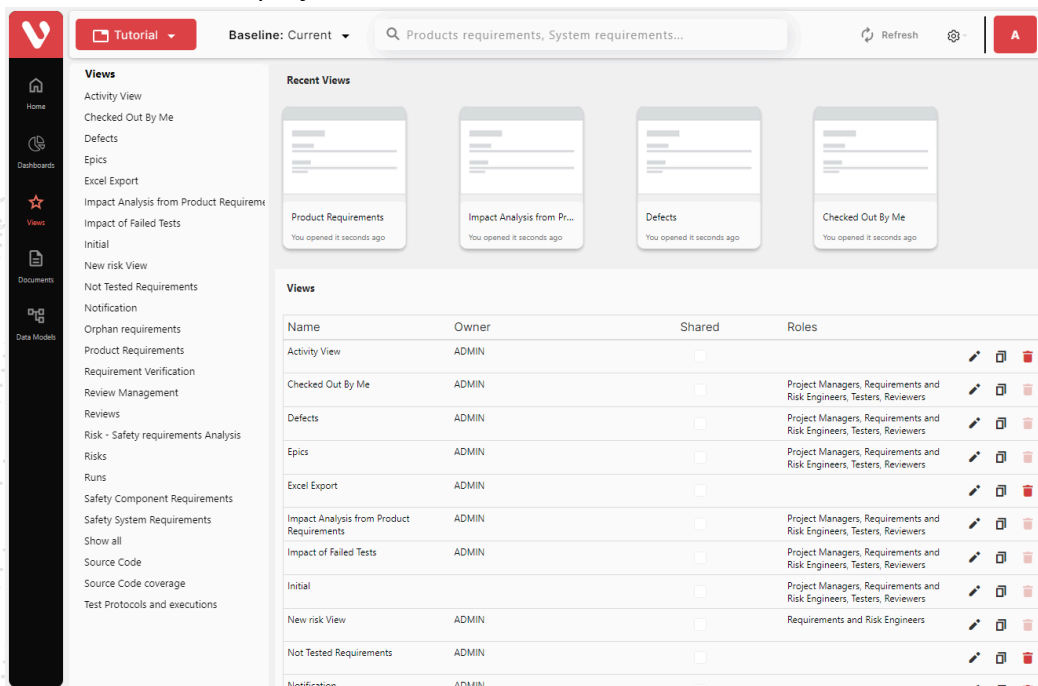 Tutorial
Baseline: Current
Products requirements, System requirements...
Refresh
A
Home
Dashboards
Views
Documents
Data Models
Views
Activity View
Checked Out By Me
Defects
Epics
Excel Export
Impact Analysis from Product Requireme
Impact of Failed Tests
Initial
New risk View
Not Tested Requirements
Notification
Orphan requirements
Product Requirements
Requirement Verification
Review Management
Reviews
Risk - Safety requirements Analysis
Risks
Runs
Safety Component Requirements
Safety System Requirements
Show all
Source Code
Source Code coverage
Test Protocols and executions
Recent Views
Product Requirements
You opened it seconds ago
Impact Analysis from Pr...
You opened it seconds ago
Defects
You opened it seconds ago
Checked Out By Me
You opened it seconds ago
Views
Name Owner Shared Roles
Activity View ADMIN
Checked Out By Me ADMIN Project Managers, Requirements and
Risk Engineers, Testers, Reviewers
Defects ADMIN Project Managers, Requirements and
Risk Engineers, Testers, Reviewers
Epics ADMIN Project Managers, Requirements and
Risk Engineers, Testers, Reviewers
Excel Export ADMIN
Impact Analysis from Product ADMIN Project Managers, Requirements and
Requirements Risk Engineers, Testers, Reviewers
Impact of Failed Tests ADMIN Project Managers, Requirements and
Risk Engineers, Testers, Reviewers
Initial Project Managers, Requirements and
Risk Engineers, Testers, Reviewers
New risk View ADMIN Requirements and Risk Engineers
Not Tested Requirements ADMIN
Notification ADMIN